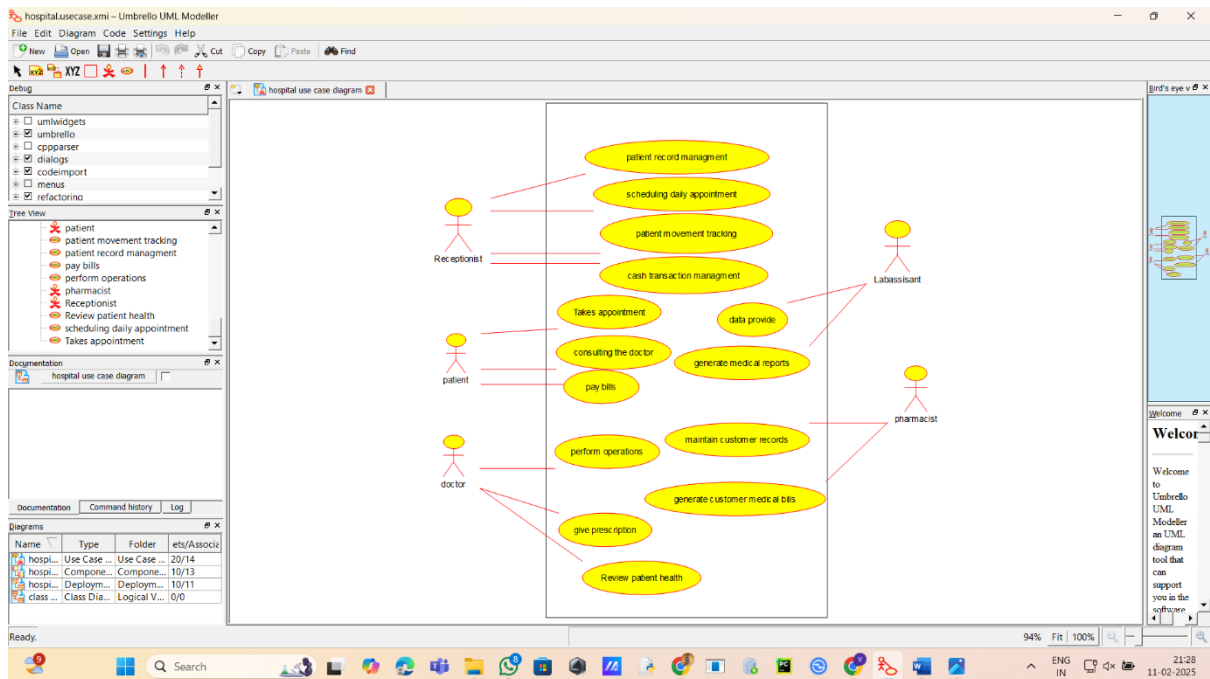 hospital.usecase.xmi – Umbrello UML Modeller
File Edit Diagram Code Settings Help
New Open Cut Copy Paste Find
XYZ XYZ
Debug
Class Name
umlwidgets
umbrello
cppparser
dialogs
codeimport
menus
refactoring
Tree View
patient
patient movement tracking
patient record managment
pay bills
perform operations
pharmacist
Receptionist
Review patient health
scheduling daily appointment
Takes appointment
Documentation
hospital use case diagram
Documentation Command history Log
Diagrams
Name Type Folder ets/Associa
hospi... Use Case ... Use Case ... 20/14
hospi... Compone... Compone... 10/13
hospi... Deploym... Deploym... 10/11
class ... Class Dia... Logical V... 0/0
hospital use case diagram
patient record managment
scheduling daily appointment
patient movement tracking
cash transaction managment
Receptionist
Labassisant
Takes appointment
data provide
consulting the doctor
generate medical reports
pay bills
patient
pharmacist
maintain customer records
perform operations
doctor
generate customer medical bills
give prescription
Review patient health
Bird's eye v
Welcome
Welcor
Welcome
to
Umbrello
UML
Modeller
an UML
diagram
tool that
can
support
you in the
software
Ready.
94% Fit 100%
9
Search
ENG
IN
21:28
11-02-2025